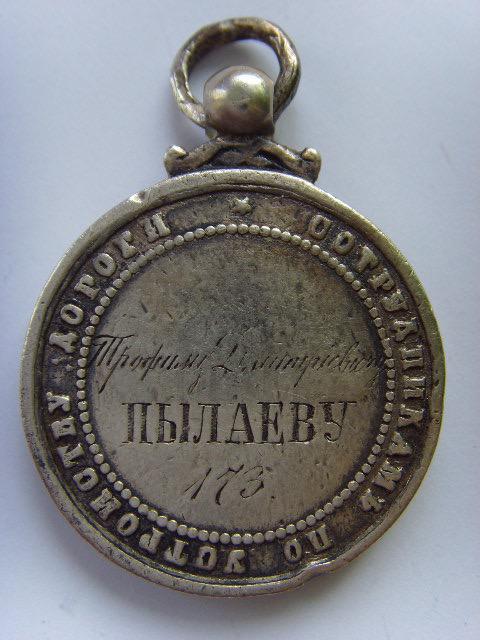 СОТРУДНИКАМЪ ПО УСТРОЙСТВУ ДОРОГИ
Трофиму Дмитриевичу
ПЫЛАЕВУ
173.